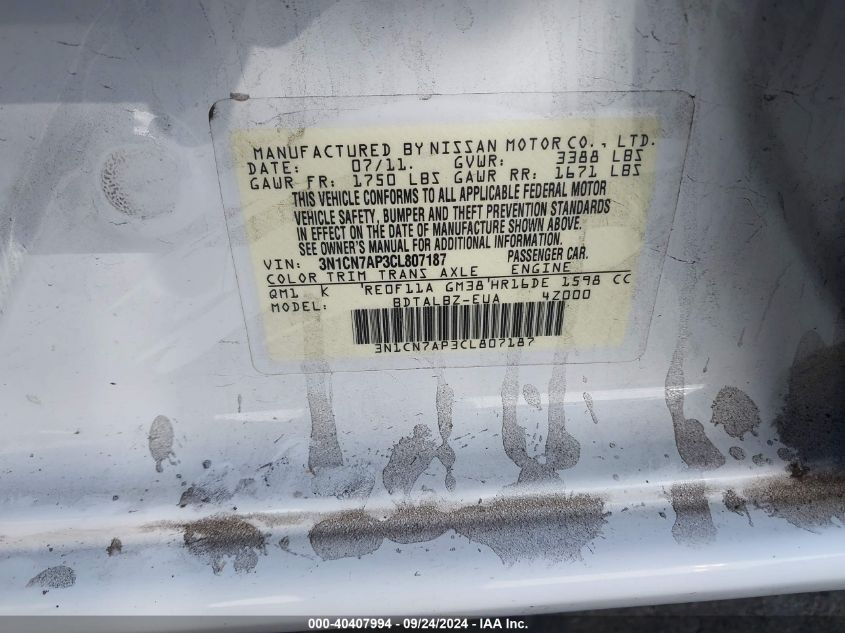 MANUFACTURED BY NISSAN MOTOR CO., LTD.
DATE: 07/11. GVWR: 3388 LBS
GAWR FR: 1750 LBS GAWR RR: 1671 LBS
THIS VEHICLE CONFORMS TO ALL APPLICABLE FEDERAL MOTOR
VEHICLE SAFETY, BUMPER AND THEFT PREVENTION STANDARDS
IN EFFECT ON THE DATE OF MANUFACTURE SHOWN ABOVE.
SEE OWNER'S MANUAL FOR ADDITIONAL INFORMATION.
VIN: 3N1CN7AP3CL807187 PASSENGER CAR.
COLOR TRIM TRANS AXLE ENGINE
QM1 K 'RE0F11A GM38'HR16DE 1598 CC
MODEL: BDTALBZ-EUA 4Z000
3N1CN7AP3CL807187
000-40407994 / 09/24/2024 - IAA Inc.